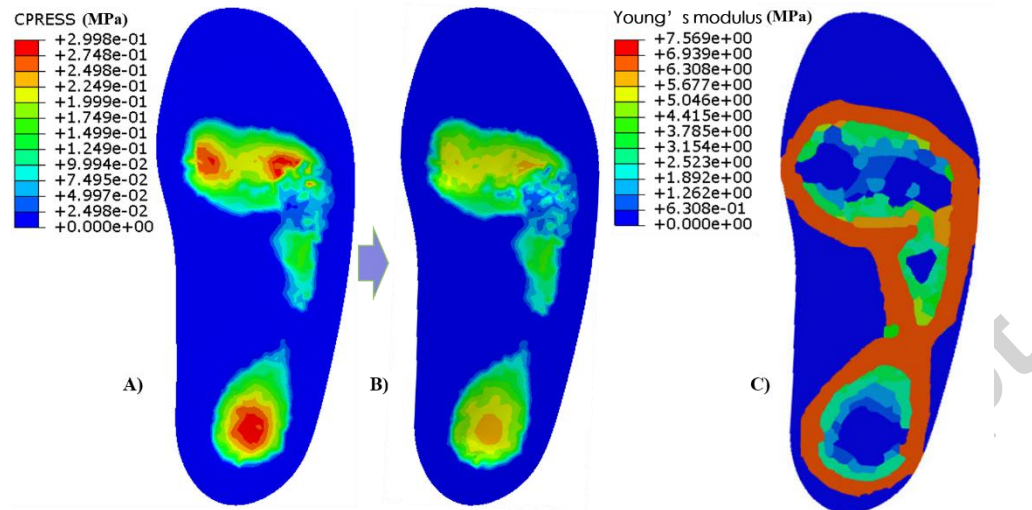 CPRESS (MPa)
+2.998e-01
+2.748e-01
+2.498e-01
+2.249e-01
+1.999e-01
+1.749e-01
+1.499e-01
+1.249e-01
+9.994e-02
+7.495e-02
+4.997e-02
+2.498e-02
+0.000e+00
A)
B)
Young's modulus (MPa)
+7.569e+00
+6.939e+00
+6.308e+00
+5.677e+00
+5.046e+00
+4.415e+00
+3.785e+00
+3.154e+00
+2.523e+00
+1.892e+00
+1.262e+00
+6.308e-01
+0.000e+00
C)